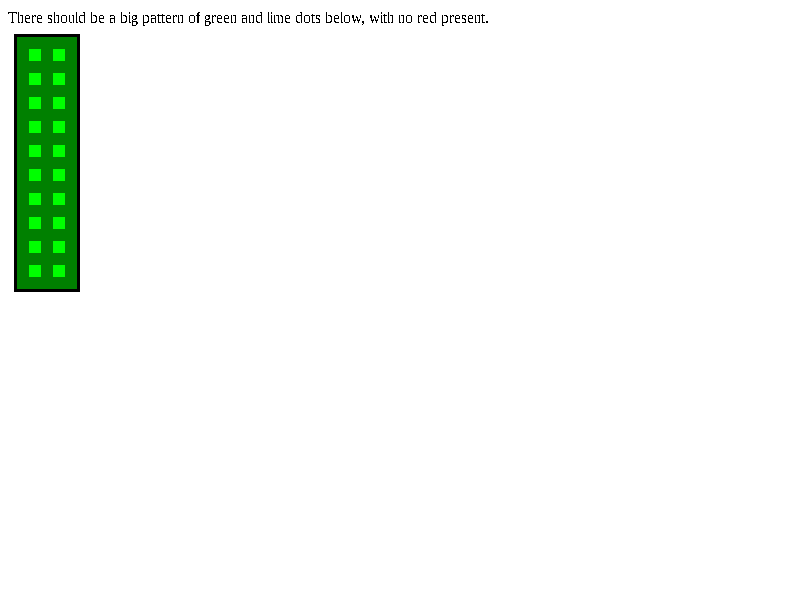 There should be a big pattern of green and lime dots below, with no red present.